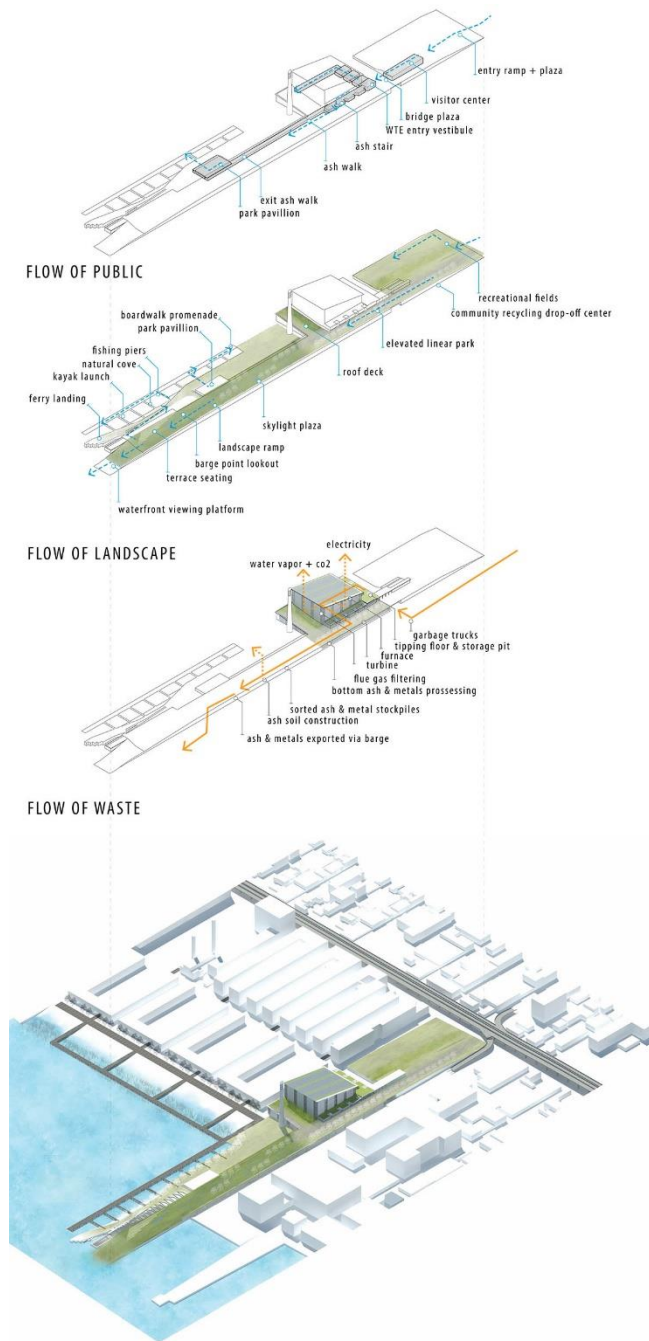 entry ramp + plaza
visitor center
bridge plaza
WTE entry vestibule
ash stair
ash walk
exit ash walk
park pavillion
FLOW OF PUBLIC
recreational fields
community recycling drop-off center
boardwalk promenade
park pavillion
elevated linear park
fishing piers
natural cove
kayak launch
roof deck
ferry landing
skylight plaza
landscape ramp
barge point lookout
terrace seating
waterfront viewing platform
FLOW OF LANDSCAPE
electricity
water vapor + co2
garbage trucks
tipping floor & storage pit
furnace
turbine
flue gas filtering
bottom ash & metals prossessing
sorted ash & metal stockpiles
ash soil construction
ash & metals exported via barge
FLOW OF WASTE